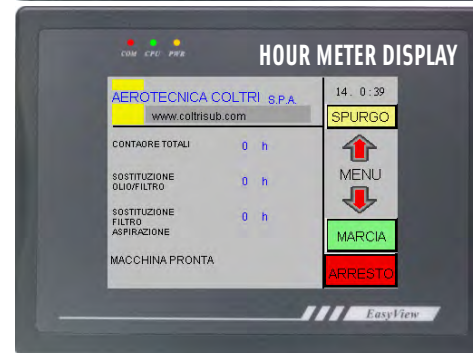 COM CPU PWR
HOUR METER DISPLAY
AEROTECNICA COLTRI S.P.A.
www.coltrisub.com
CONTAORE TOTALI 0 h
SOSTITUZIONE
OLIO/FILTRO 0 h
SOSTITUZIONE
FILTRO
ASPIRAZIONE 0 h
MACCHINA PRONTA
14. 0:39
SPURGO
MENU
MARCIA
ARRESTO
EasyView